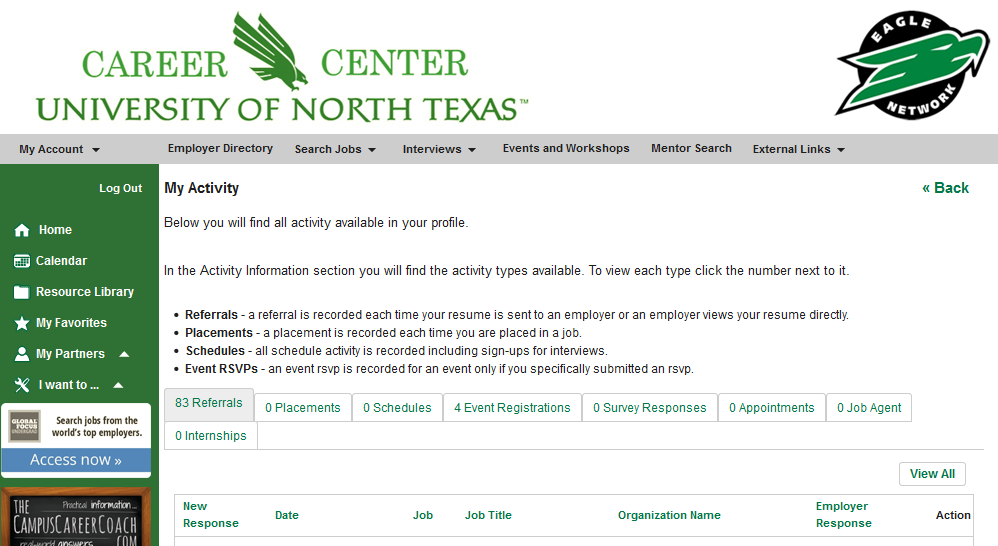 CAREER CENTER
UNIVERSITY OF NORTH TEXAS™
EAGLE
NETWORK
My Account
Employer Directory
Search Jobs
Interviews
Events and Workshops
Mentor Search
External Links
Log Out
Home
Calendar
Resource Library
My Favorites
My Partners
I want to ...
GLOBAL
FOCUS
Search jobs from the
world's top employers.
Access now »
THE
Practical information...
CAMPUSCAREERCOACH
real-world answers
.COM
My Activity
« Back
Below you will find all activity available in your profile.
In the Activity Information section you will find the activity types available. To view each type click the number next to it.
• Referrals - a referral is recorded each time your resume is sent to an employer or an employer views your resume directly.
• Placements - a placement is recorded each time you are placed in a job.
• Schedules - all schedule activity is recorded including sign-ups for interviews.
• Event RSVPs - an event rsvp is recorded for an event only if you specifically submitted an rsvp.
83 Referrals
0 Placements
0 Schedules
4 Event Registrations
0 Survey Responses
0 Appointments
0 Job Agent
0 Internships
View All
New
Response
Date
Job
Job Title
Organization Name
Employer
Response
Action